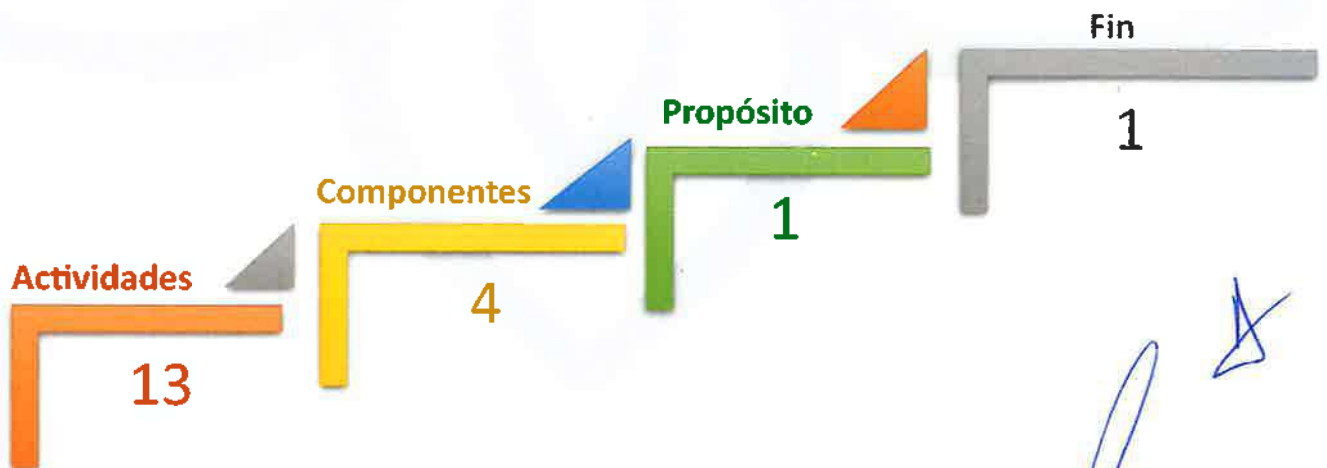 Fin
1
Propósito
1
Componentes
4
Actividades
13